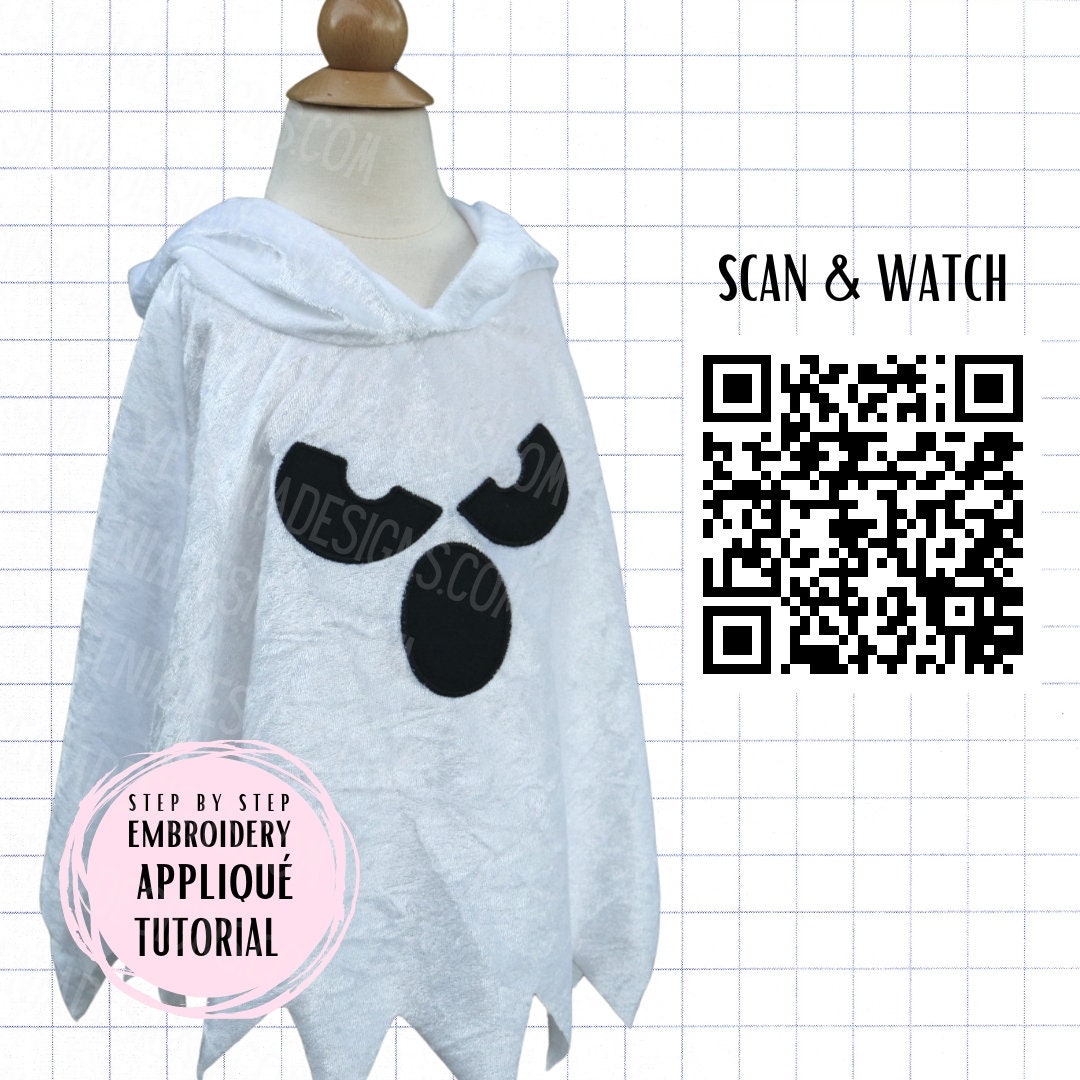 SCAN & WATCH
STEP BY STEP
EMBROIDERY
APPLIQUÉ
TUTORIAL